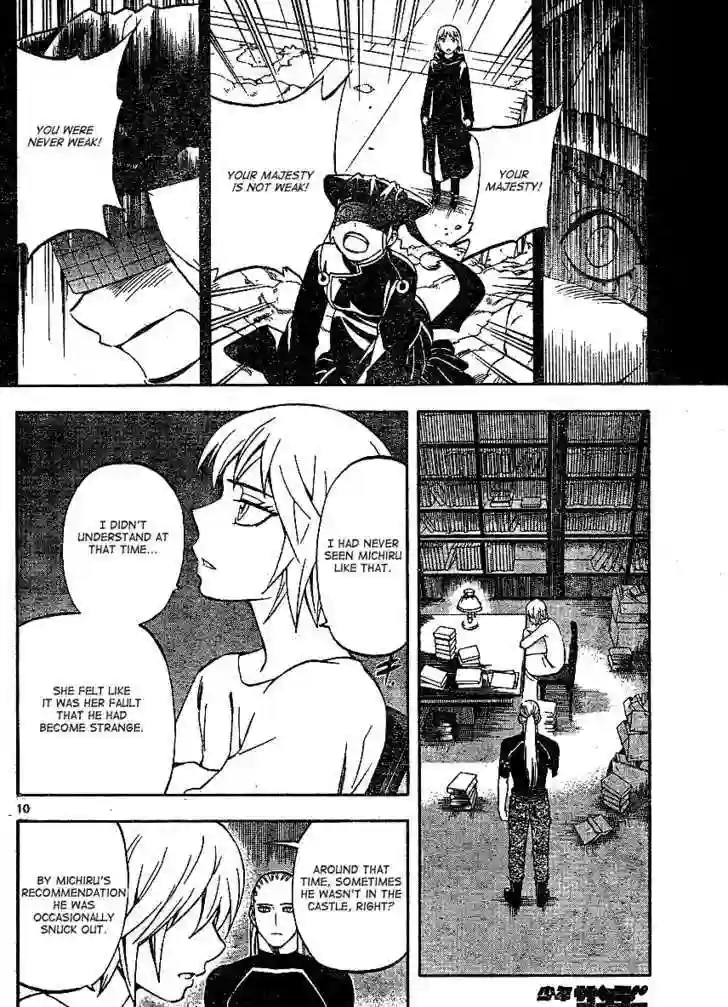 YOUR
MAJESTY!
YOUR MAJESTY
IS NOT WEAK!
YOU WERE
NEVER WEAK!
I HAD NEVER
SEEN MICHIRU
LIKE THAT.
I DIDN'T
UNDERSTAND AT
THAT TIME...
SHE FELT LIKE
IT WAS HER FAULT
THAT HE HAD
BECOME STRANGE.
10
AROUND THAT
TIME, SOMETIMES
HE WASN'T IN THE
CASTLE, RIGHT?
BY MICHIRU'S
RECOMMENDATION
HE WAS
OCCASIONALLY
SNUCK OUT.